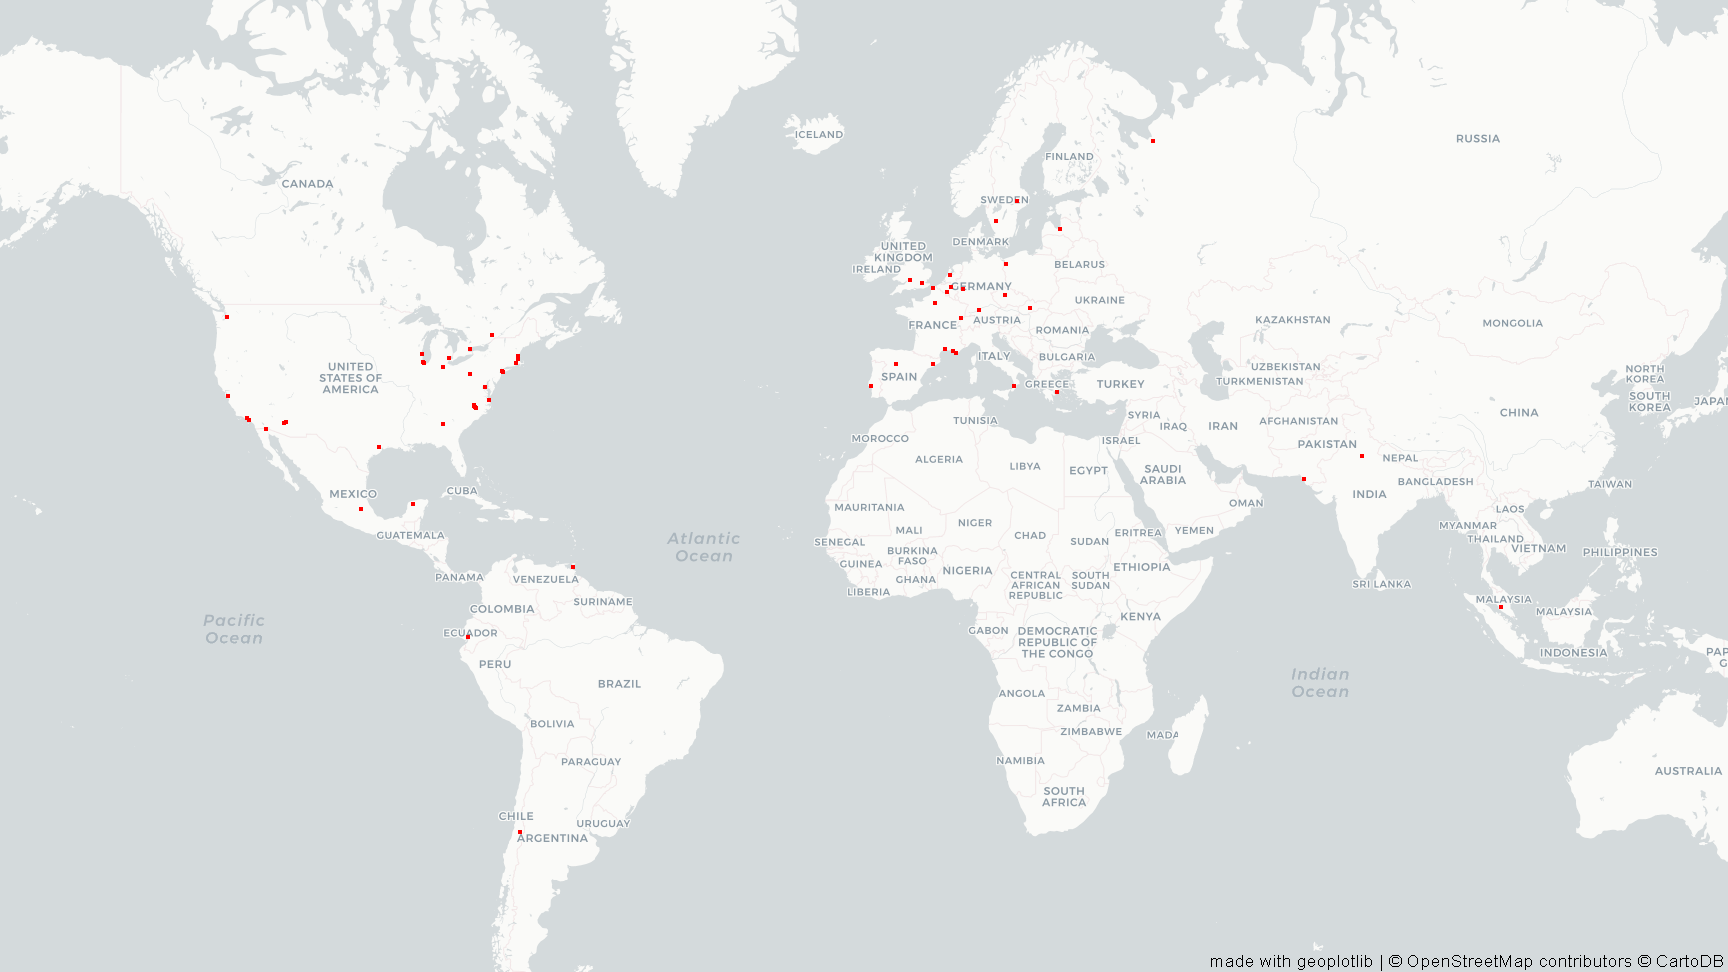 ICELAND
RUSSIA
FINLAND
CANADA
SWEDEN
DENMARK
UNITED
KINGDOM
IRELAND
BELARUS
GERMANY
UKRAINE
KAZAKHSTAN
MONGOLIA
FRANCE
AUSTRIA
ROMANIA
ITALY
BULGARIA
UNITED
STATES OF
AMERICA
SPAIN
GREECE
TURKEY
UZBEKISTAN
TURKMENISTAN
NORTH
KOREA
SOUTH
KOREA
JAPAN
CHINA
TUNISIA
SYRIA
IRAQ
IRAN
AFGHANISTAN
MOROCCO
ISRAEL
PAKISTAN
ALGERIA
LIBYA
EGYPT
SAUDI
ARABIA
NEPAL
BANGLADESH
TAIWAN
MEXICO
CUBA
INDIA
OMAN
MAURITANIA
LAOS
MYANMAR
NIGER
MALI
CHAD
ERITREA
YEMEN
THAILAND
VIETNAM
PHILIPPINES
GUATEMALA
Atlantic
Ocean
SENEGAL
SUDAN
BURKINA
FASO
GUINEA
GHANA
NIGERIA
ETHIOPIA
PANAMA
VENEZUELA
CENTRAL
AFRICAN
REPUBLIC
SOUTH
SUDAN
SRI LANKA
LIBERIA
MALAYSIA
MALAYSIA
COLOMBIA
SURINAME
Pacific
Ocean
ECUADOR
GABON
DEMOCRATIC
REPUBLIC OF
THE CONGO
KENYA
INDONESIA
PAP
G
PERU
BRAZIL
Indian
Ocean
ANGOLA
ZAMBIA
BOLIVIA
ZIMBABWE
MADA
PARAGUAY
NAMIBIA
AUSTRALIA
SOUTH
AFRICA
CHILE
URUGUAY
ARGENTINA
made with geoplotlib | © OpenStreetMap contributors © CartoDB